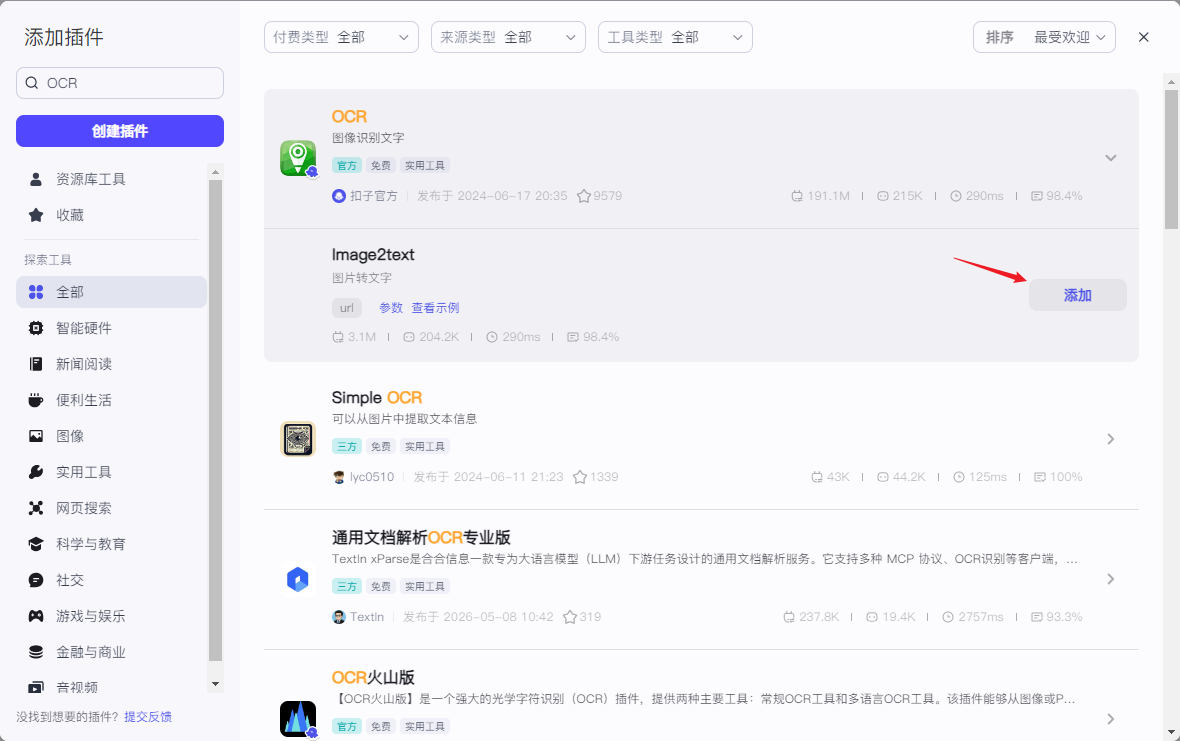 添加插件
OCR
创建插件
资源库工具
收藏
探索工具
全部
智能硬件
新闻阅读
便利生活
图像
实用工具
网页搜索
科学与教育
社交
游戏与娱乐
金融与商业
音视频
没找到想要的插件? 提交反馈
付费类型 全部
来源类型 全部
工具类型 全部
排序 最受欢迎
OCR
图像识别文字
官方 免费 实用工具
扣子官方 发布于 2024-06-17 20:35 9579 191.1M 215K 290ms 98.4%
Image2text
图片转文字
url 参数 查看示例
3.1M 204.2K 290ms 98.4%
添加
Simple OCR
可以从图片中提取文本信息
三方 免费 实用工具
lyc0510 发布于 2024-06-11 21:23 1339 43K 44.2K 125ms 100%
通用文档解析OCR专业版
TextIn xParse是合合信息一款专为大语言模型（LLM）下游任务设计的通用文档解析服务。它支持多种 MCP 协议、OCR识别等客户端，...
三方 免费 实用工具
TextIn 发布于 2026-05-08 10:42 319 237.8K 19.4K 2757ms 93.3%
OCR火山版
【OCR火山版】是一个强大的光学字符识别（OCR）插件，提供两种主要工具：常规OCR工具和多语言OCR工具。该插件能够从图像或P...
官方 免费 实用工具